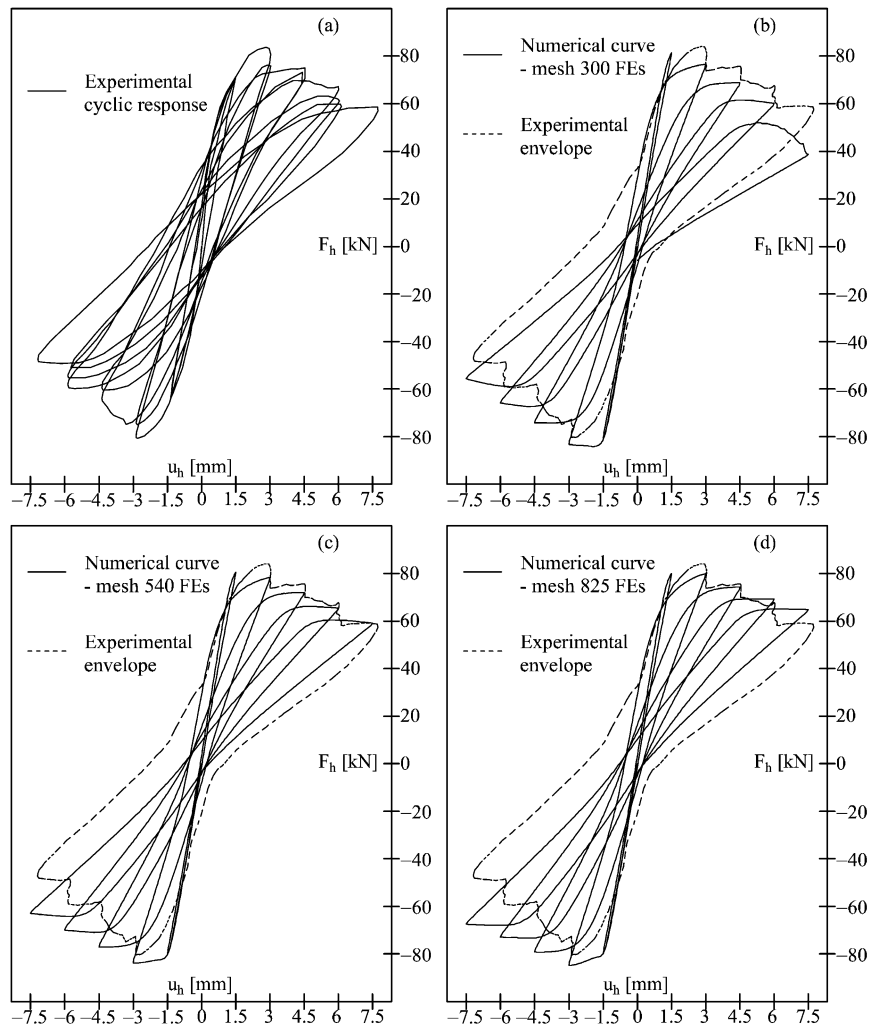 (a)
Experimental
cyclic response
80
60
40
20
F_h [kN]
0
−20
−40
−60
−80
u_h [mm]
−7.5 −6 −4.5 −3 −1.5 0 1.5 3 4.5 6 7.5
(b)
Numerical curve
- mesh 300 FEs
Experimental
envelope
80
60
40
20
F_h [kN]
0
−20
−40
−60
−80
u_h [mm]
−7.5 −6 −4.5 −3 −1.5 0 1.5 3 4.5 6 7.5
(c)
Numerical curve
- mesh 540 FEs
Experimental
envelope
80
60
40
20
F_h [kN]
0
−20
−40
−60
−80
u_h [mm]
−7.5 −6 −4.5 −3 −1.5 0 1.5 3 4.5 6 7.5
(d)
Numerical curve
- mesh 825 FEs
Experimental
envelope
80
60
40
20
F_h [kN]
0
−20
−40
−60
−80
u_h [mm]
−7.5 −6 −4.5 −3 −1.5 0 1.5 3 4.5 6 7.5